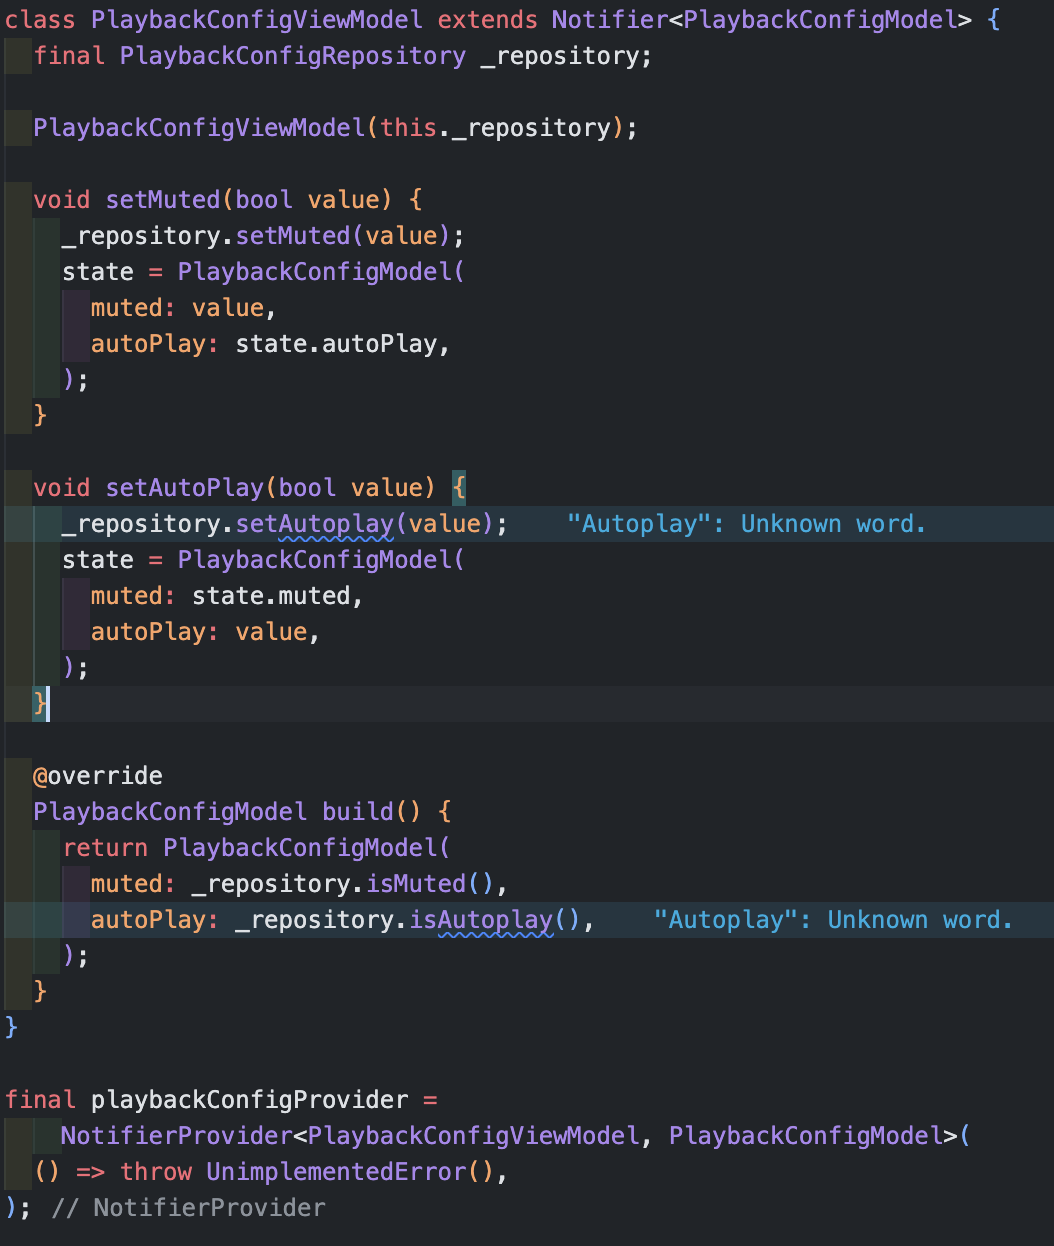 class PlaybackConfigViewModel extends Notifier<PlaybackConfigModel> {
  final PlaybackConfigRepository _repository;

  PlaybackConfigViewModel(this._repository);

  void setMuted(bool value) {
    _repository.setMuted(value);
    state = PlaybackConfigModel(
      muted: value,
      autoPlay: state.autoPlay,
    );
  }

  void setAutoPlay(bool value) {
    _repository.setAutoplay(value);    "Autoplay": Unknown word.
    state = PlaybackConfigModel(
      muted: state.muted,
      autoPlay: value,
    );
  }

  @override
  PlaybackConfigModel build() {
    return PlaybackConfigModel(
      muted: _repository.isMuted(),
      autoPlay: _repository.isAutoplay(),    "Autoplay": Unknown word.
    );
  }
}

final playbackConfigProvider =
    NotifierProvider<PlaybackConfigViewModel, PlaybackConfigModel>(
  () => throw UnimplementedError(),
); // NotifierProvider